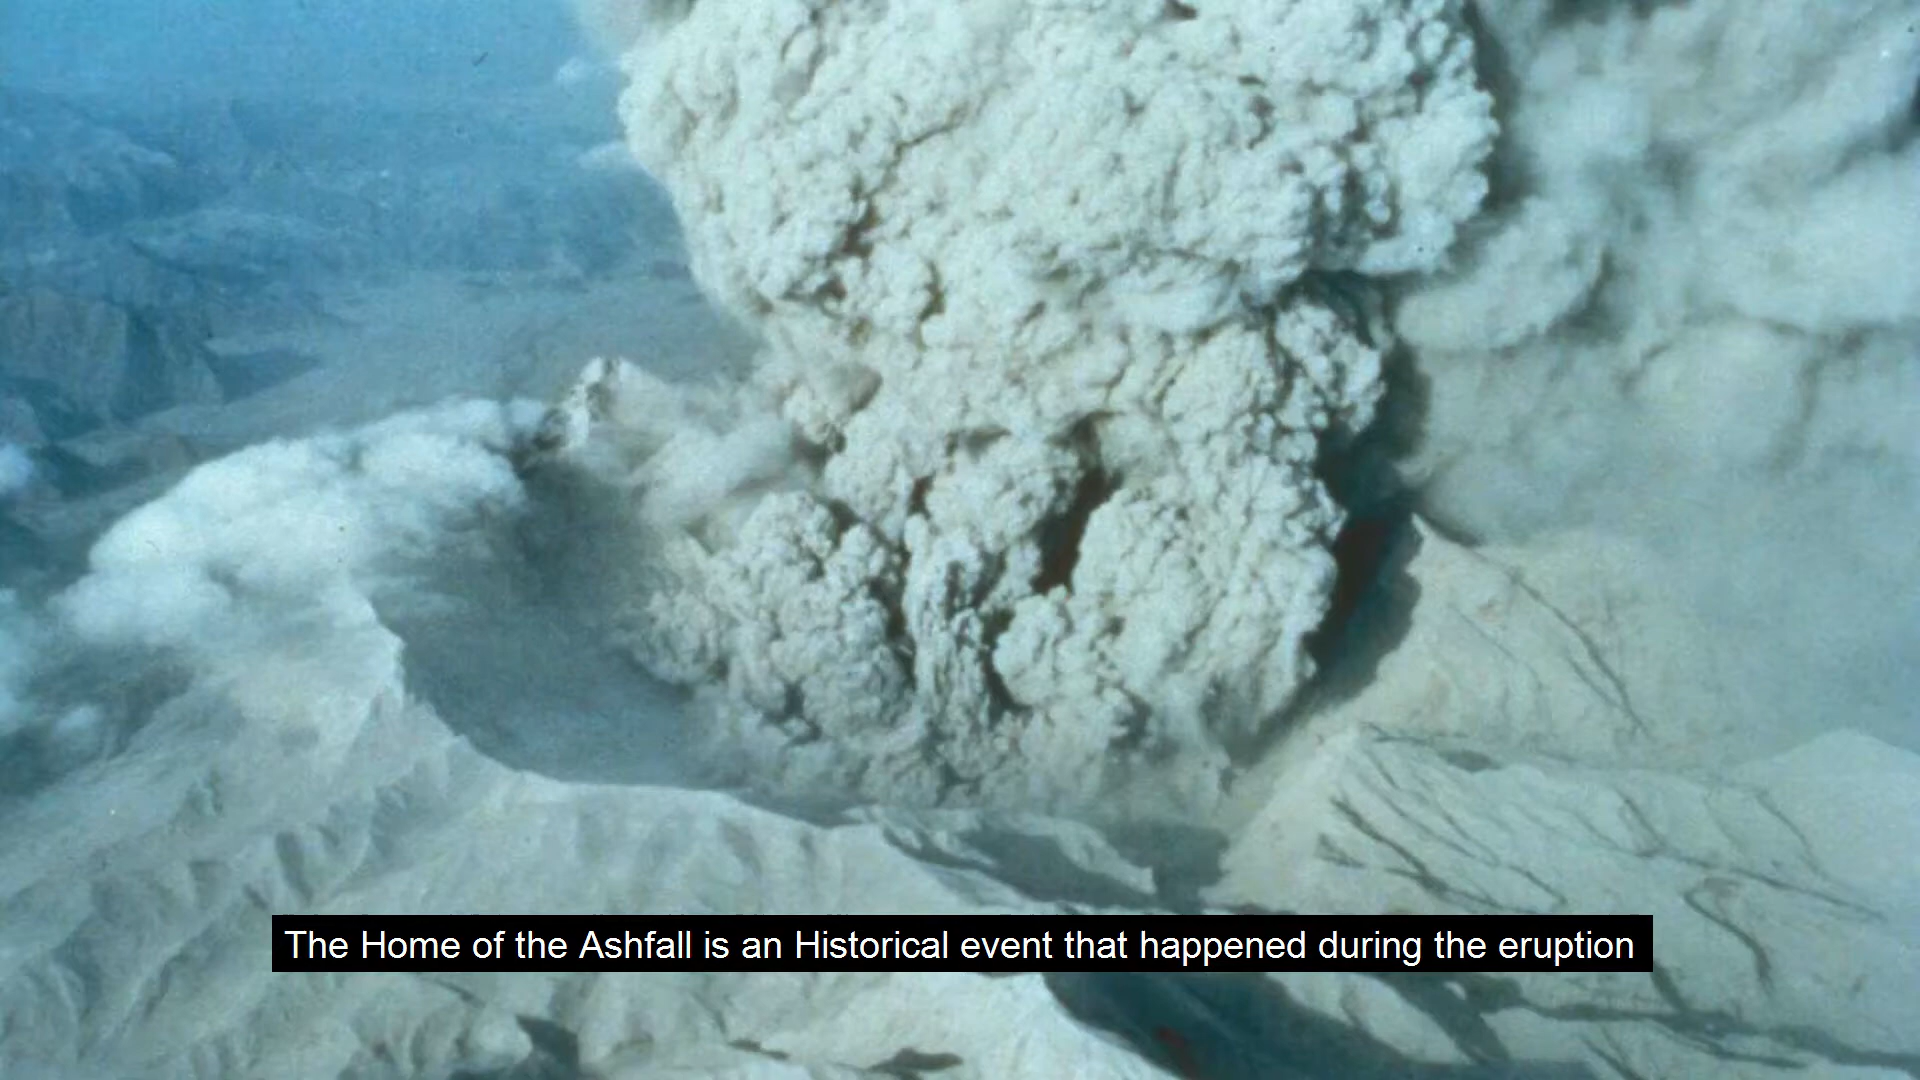 The Home of the Ashfall is an Historical event that happened during the eruption